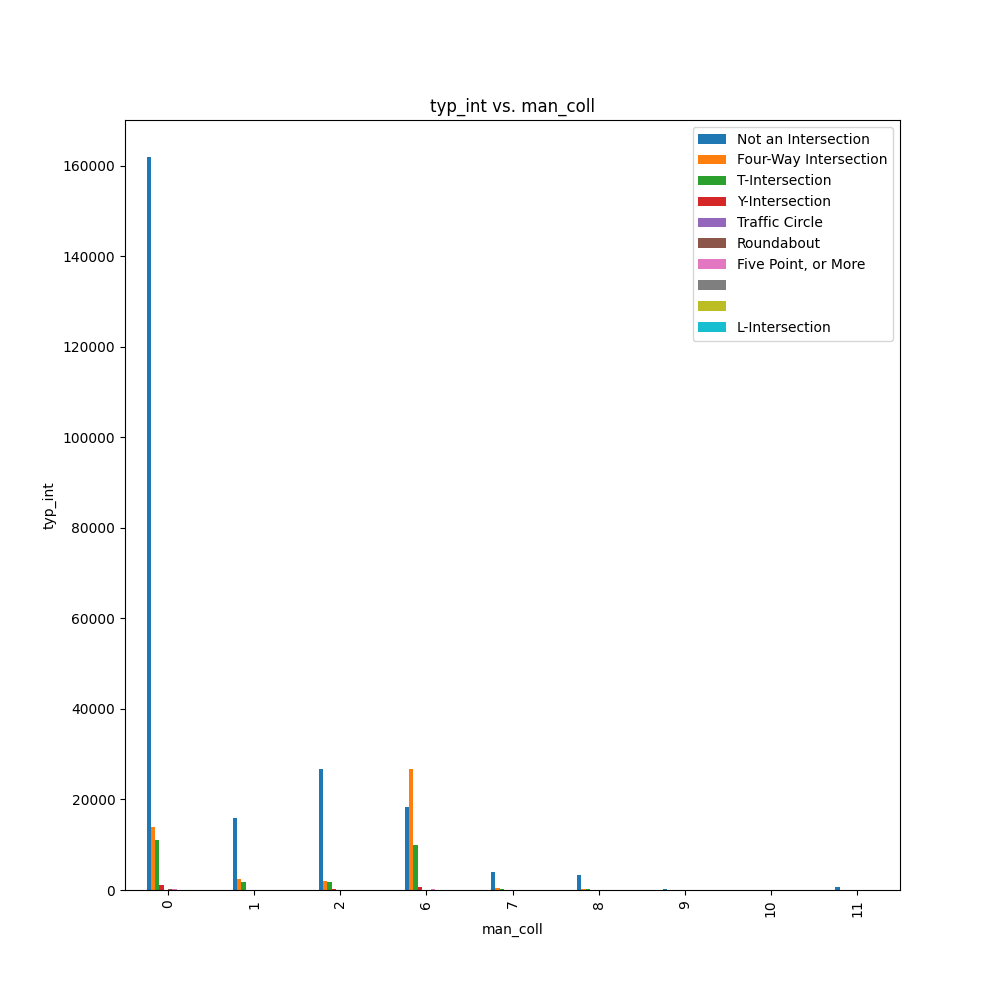 typ_int vs. man_coll
Not an Intersection
Four-Way Intersection
T-Intersection
Y-Intersection
Traffic Circle
Roundabout
Five Point, or More
L-Intersection
160000
140000
120000
100000
80000
60000
40000
20000
0
typ_int
0 1 2 6 7 8 9 10 11
man_coll